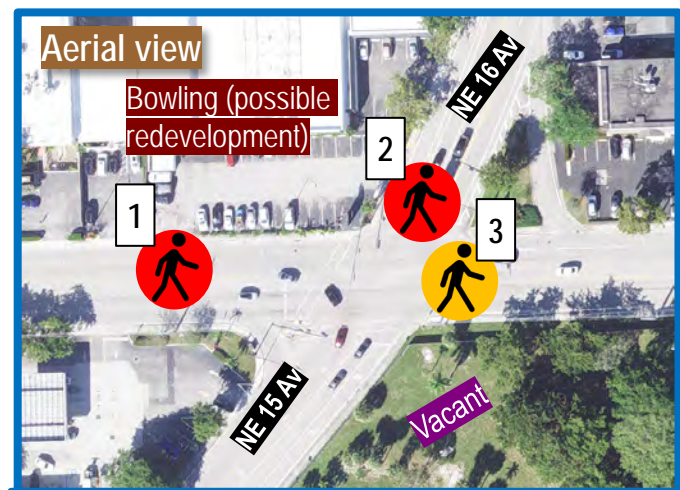 Aerial view
Bowling (possible
redevelopment)
NE 16 Av
2
1
3
NE 15 Av
Vacant